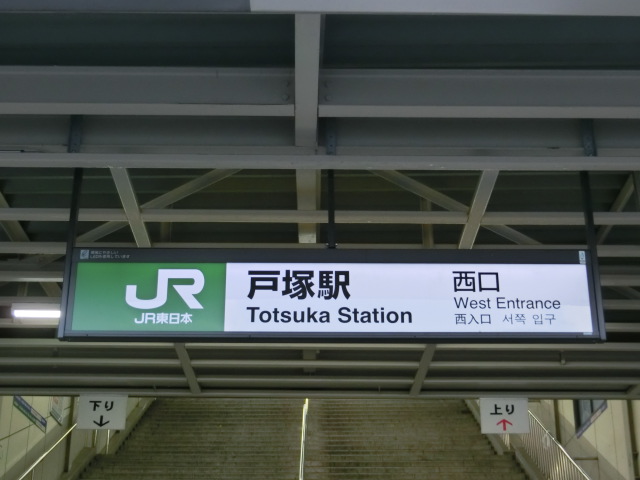 JR
JR東日本
戸塚駅
Totsuka Station
西口
West Entrance
西入口 서쪽 입구
下り
↓
上り
↑